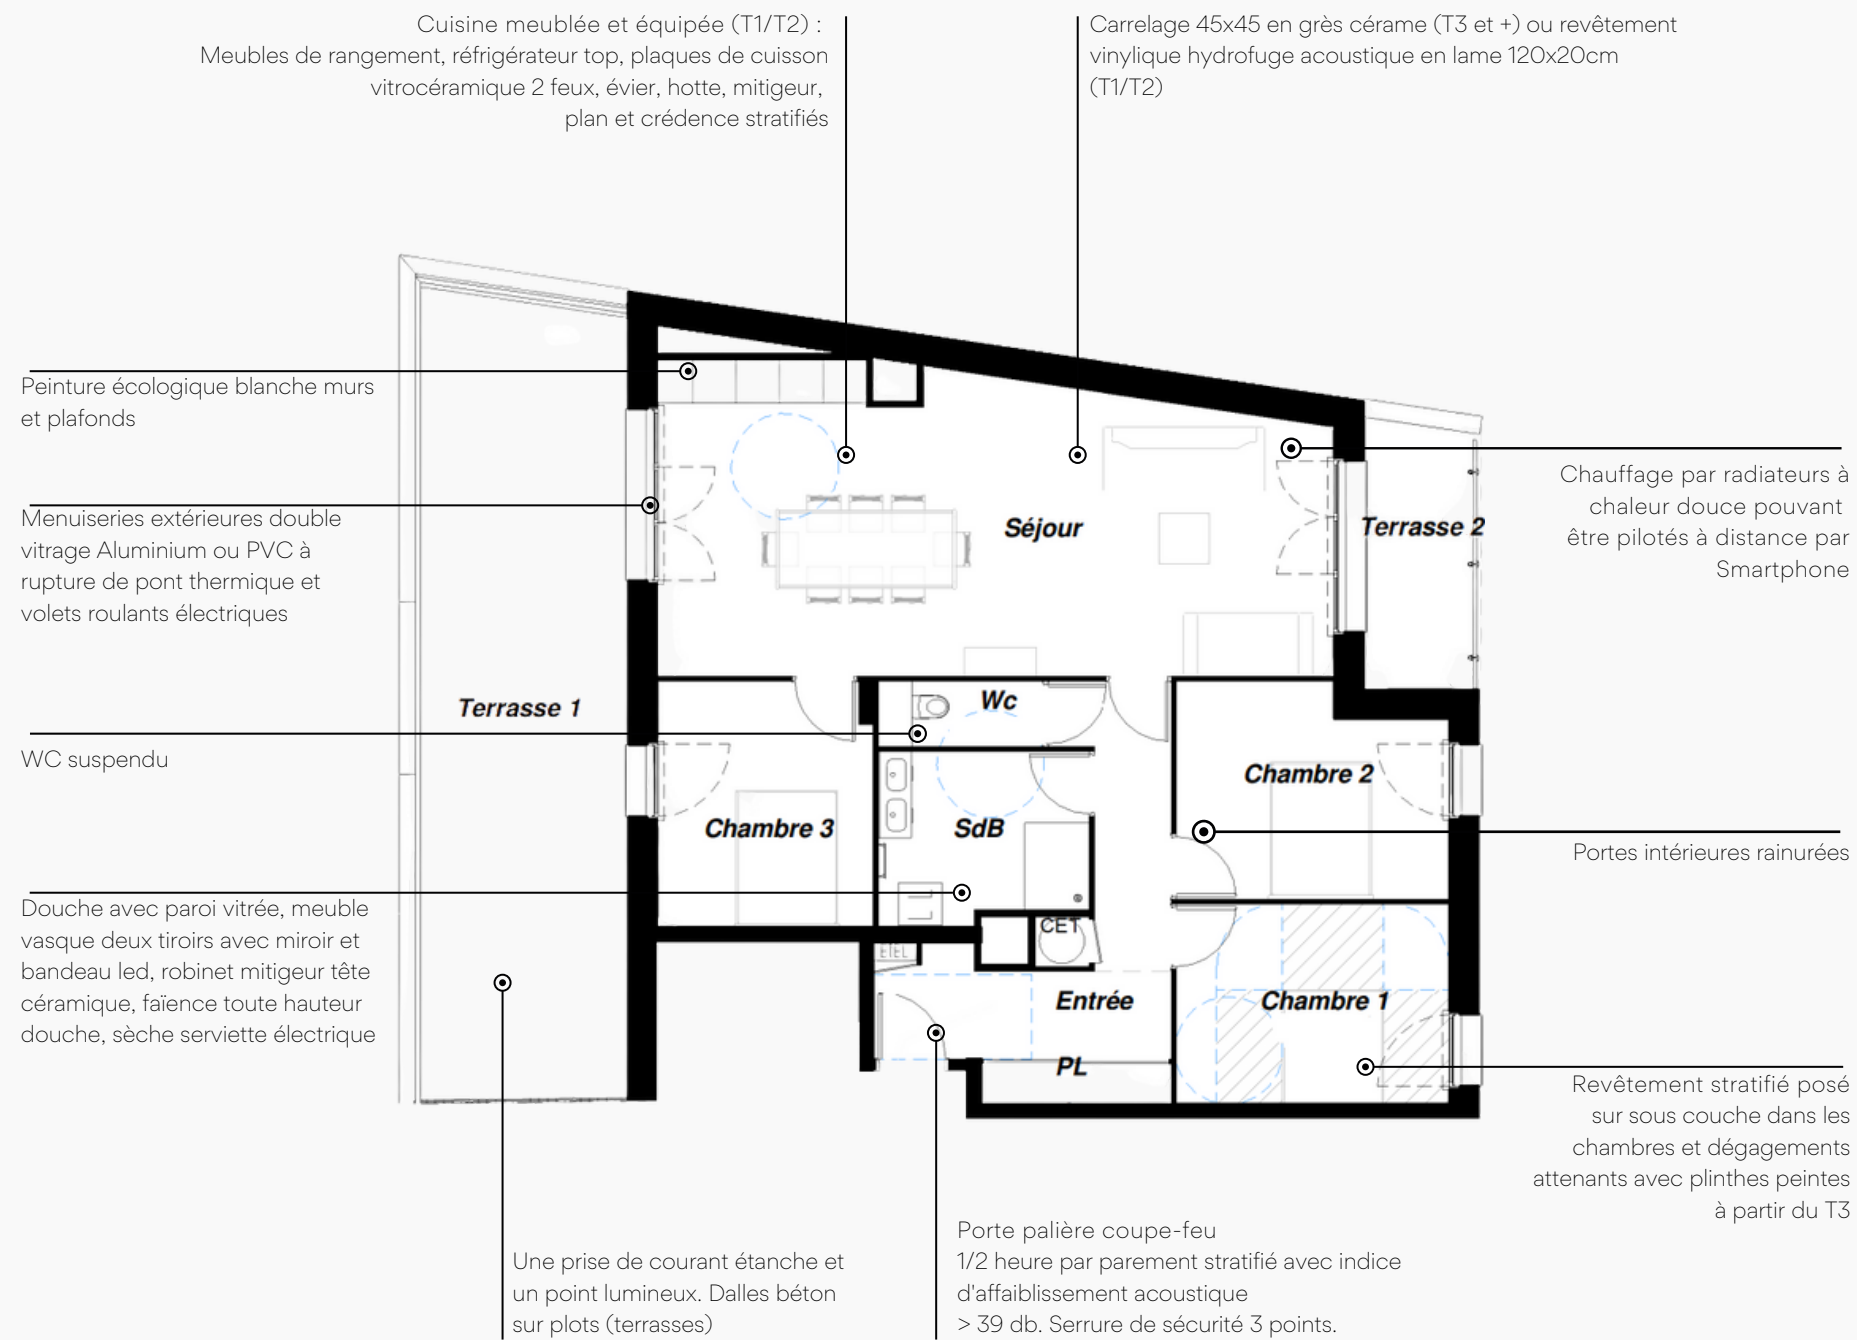 Cuisine meublée et équipée (T1/T2) :
Meubles de rangement, réfrigérateur top, plaques de cuisson
vitrocéramique 2 feux, évier, hotte, mitigeur,
plan et crédence stratifiés
Carrelage 45x45 en grès cérame (T3 et +) ou revêtement
vinylique hydrofuge acoustique en lame 120x20cm
(T1/T2)
Peinture écologique blanche murs
et plafonds
Menuiseries extérieures double
vitrage Aluminium ou PVC à
rupture de pont thermique et
volets roulants électriques
WC suspendu
Douche avec paroi vitrée, meuble
vasque deux tiroirs avec miroir et
bandeau led, robinet mitigeur tête
céramique, faïence toute hauteur
douche, sèche serviette électrique
Séjour
Terrasse 2
Terrasse 1
Wc
Chambre 2
Chambre 3
SdB
CET
ETEL
Entrée
Chambre 1
PL
Chauffage par radiateurs à
chaleur douce pouvant
être pilotés à distance par
Smartphone
Portes intérieures rainurées
Revêtement stratifié posé
sur sous couche dans les
chambres et dégagements
attenants avec plinthes peintes
à partir du T3
Une prise de courant étanche et
un point lumineux. Dalles béton
sur plots (terrasses)
Porte palière coupe-feu
1/2 heure par parement stratifié avec indice
d'affaiblissement acoustique
> 39 db. Serrure de sécurité 3 points.